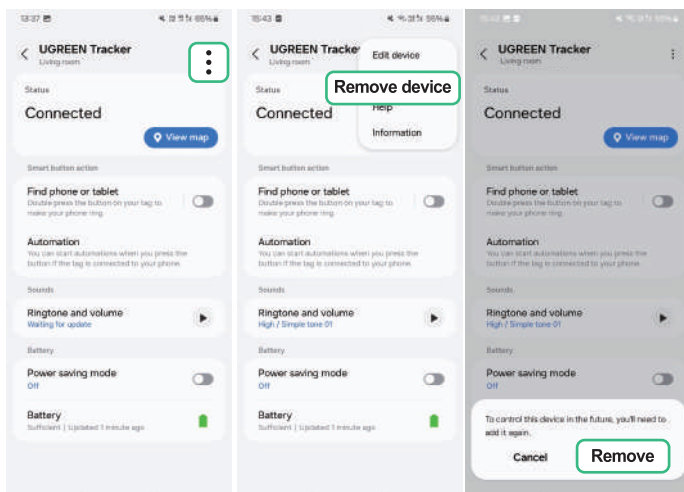 13:37
UGREEN Tracker
Living room
Status
Connected
View map
Smart button action
Find phone or tablet
Double-press the button on your tag to
make your phone ring.
Automation
You can start automations when you press the
button if the tag is connected to your phone.
Sounds
Ringtone and volume
Waiting for update
Battery
Power saving mode
Off
Battery
Sufficient | Updated 1 minute ago
15:43
UGREEN Tracker
Living room
Edit device
Remove device
Help
Information
Status
Connected
Smart button action
Find phone or tablet
Double-press the button on your tag to
make your phone ring.
Automation
You can start automations when you press the
button if the tag is connected to your phone.
Sounds
Ringtone and volume
High / Simple tone 01
Battery
Power saving mode
Off
Battery
Sufficient | Updated 1 minute ago
UGREEN Tracker
Living room
Status
Connected
View map
Smart button action
Find phone or tablet
Double-press the button on your tag to
make your phone ring.
Automation
You can start automations when you press the
button if the tag is connected to your phone.
Sounds
Ringtone and volume
High / Simple tone 01
Battery
Power saving mode
Off
To control this device in the future, you'll need to
add it again.
Cancel
Remove